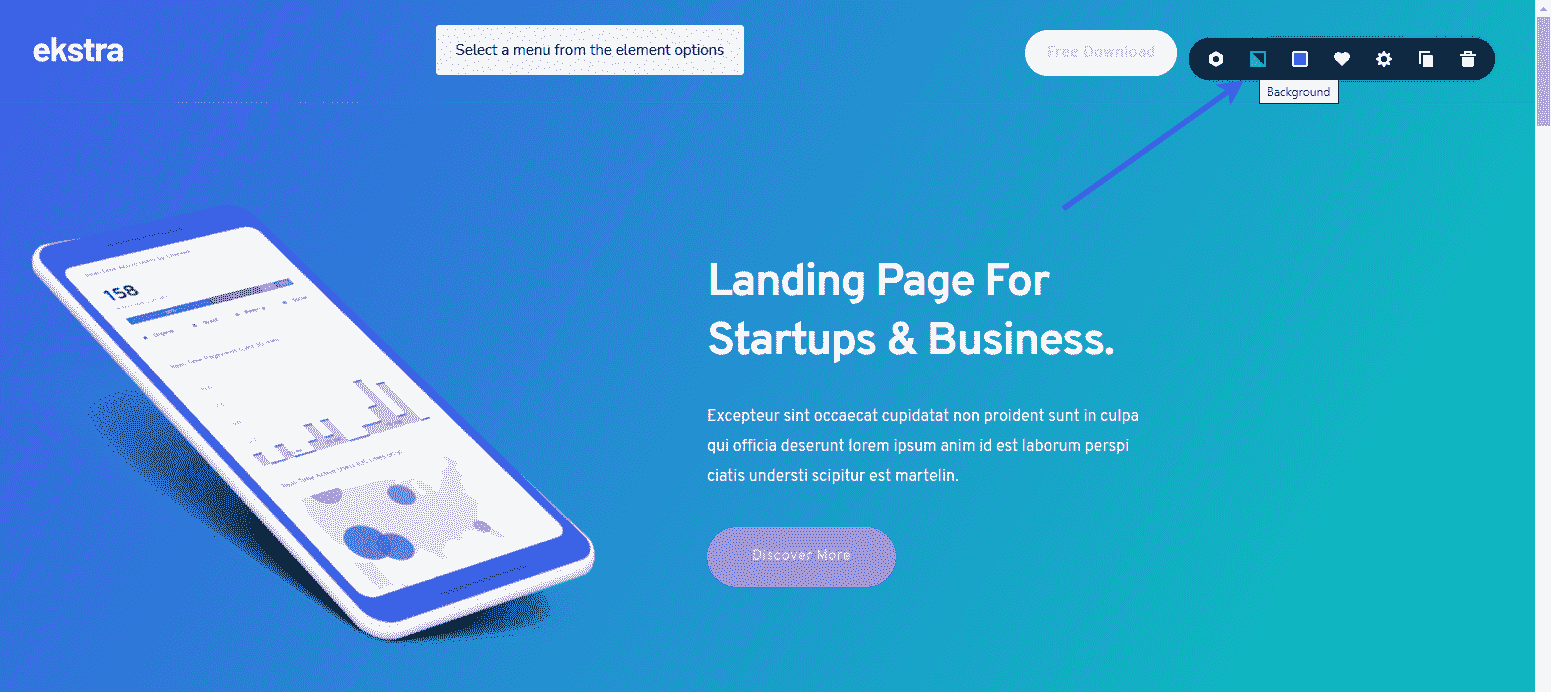 ekstra
Select a menu from the element options
Free Download
Background
158
Landing Page For
Startups & Business.
Excepteur sint occaecat cupidatat non proident sunt in culpa
qui officia deserunt lorem ipsum anim id est laborum perspi
ciatis understi scipitur est martelin.
Discover More